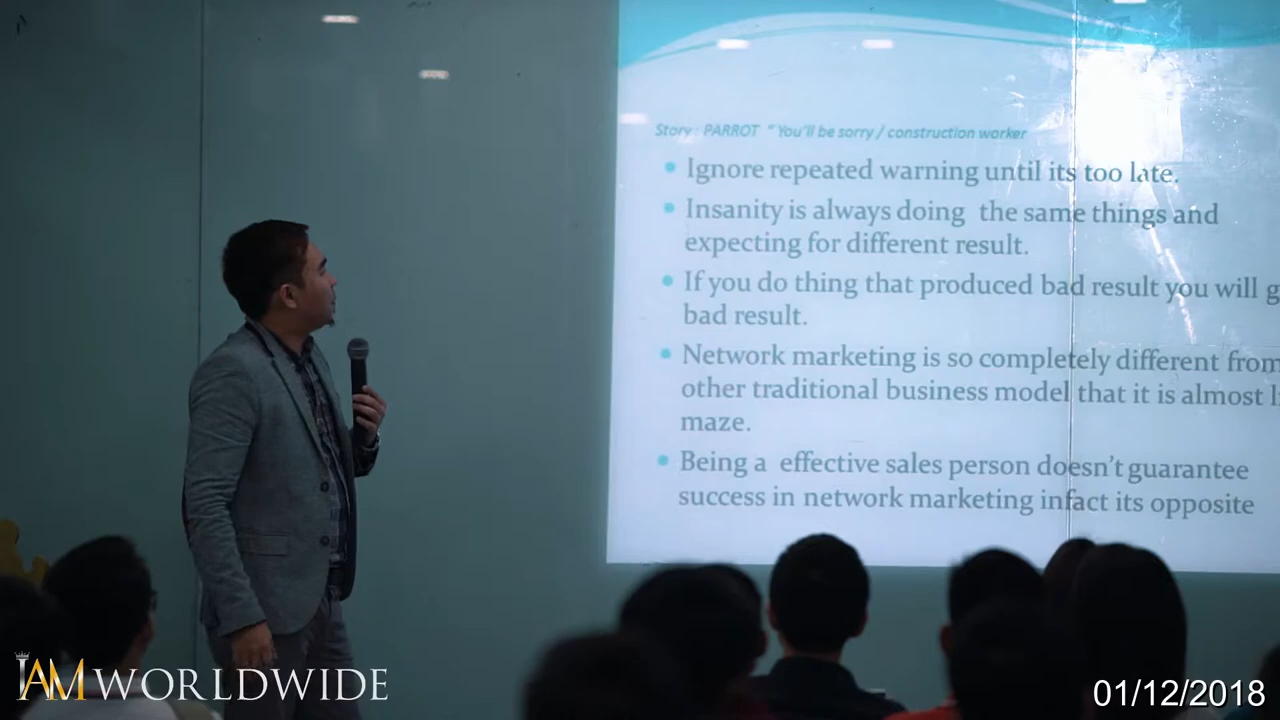 Story : PARROT " You'll be sorry / construction worker
Ignore repeated warning until its too late.
Insanity is always doing the same things and
expecting for different result.
If you do thing that produced bad result you will
bad result.
Network marketing is so completely different from
other traditional business model that it is almost
maze.
Being a effective sales person doesn't guarantee
success in network marketing infact its opposite
IAM WORLDWIDE
01/12/2018